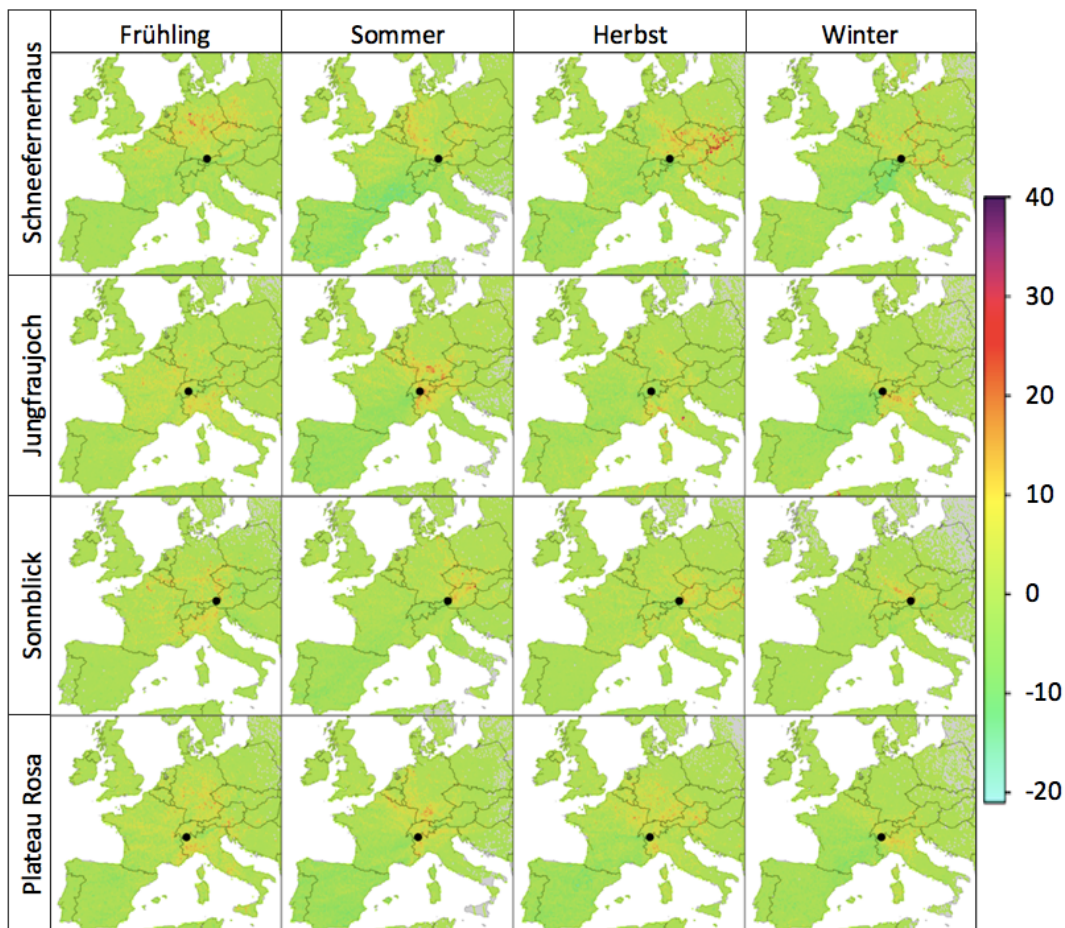 Frühling Sommer Herbst Winter
Schneefernerhaus
Jungfraujoch
Sonnblick
Plateau Rosa
40
30
20
10
0
-10
-20